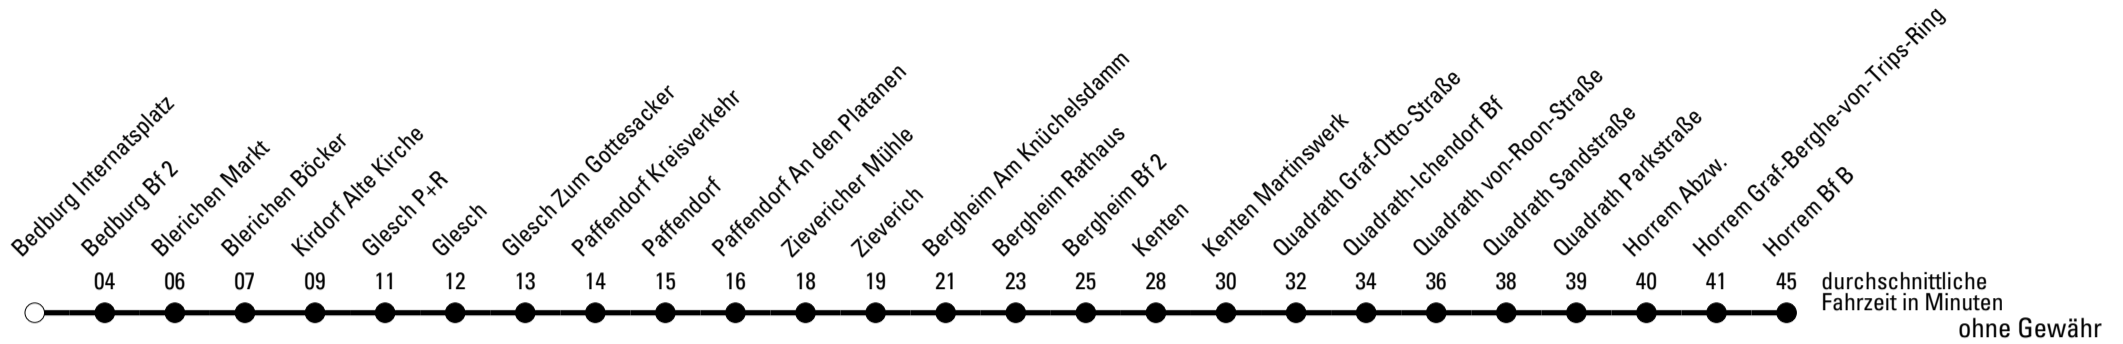 Bedburg Internatsplatz
Bedburg Bf 2
Blerichen Markt
Blerichen Böcker
Kirdorf Alte Kirche
Glesch P+R
Glesch
Glesch Zum Gottesacker
Paffendorf Kreisverkehr
Paffendorf
Paffendorf An den Platanen
Zievericher Mühle
Zieverich
Bergheim Am Knüchelsdamm
Bergheim Rathaus
Bergheim Bf 2
Kenten
Kenten Martinswerk
Quadrath Graf-Otto-Straße
Quadrath-Ichendorf Bf
Quadrath von-Roon-Straße
Quadrath Sandstraße
Quadrath Parkstraße
Horrem Abzw.
Horrem Graf-Berghe-von-Trips-Ring
Horrem Bf B
04 06 07 09 11 12 13 14 15 16 18 19 21 23 25 28 30 32 34 36 38 39 40 41 45 durchschnittliche
Fahrzeit in Minuten
ohne Gewähr